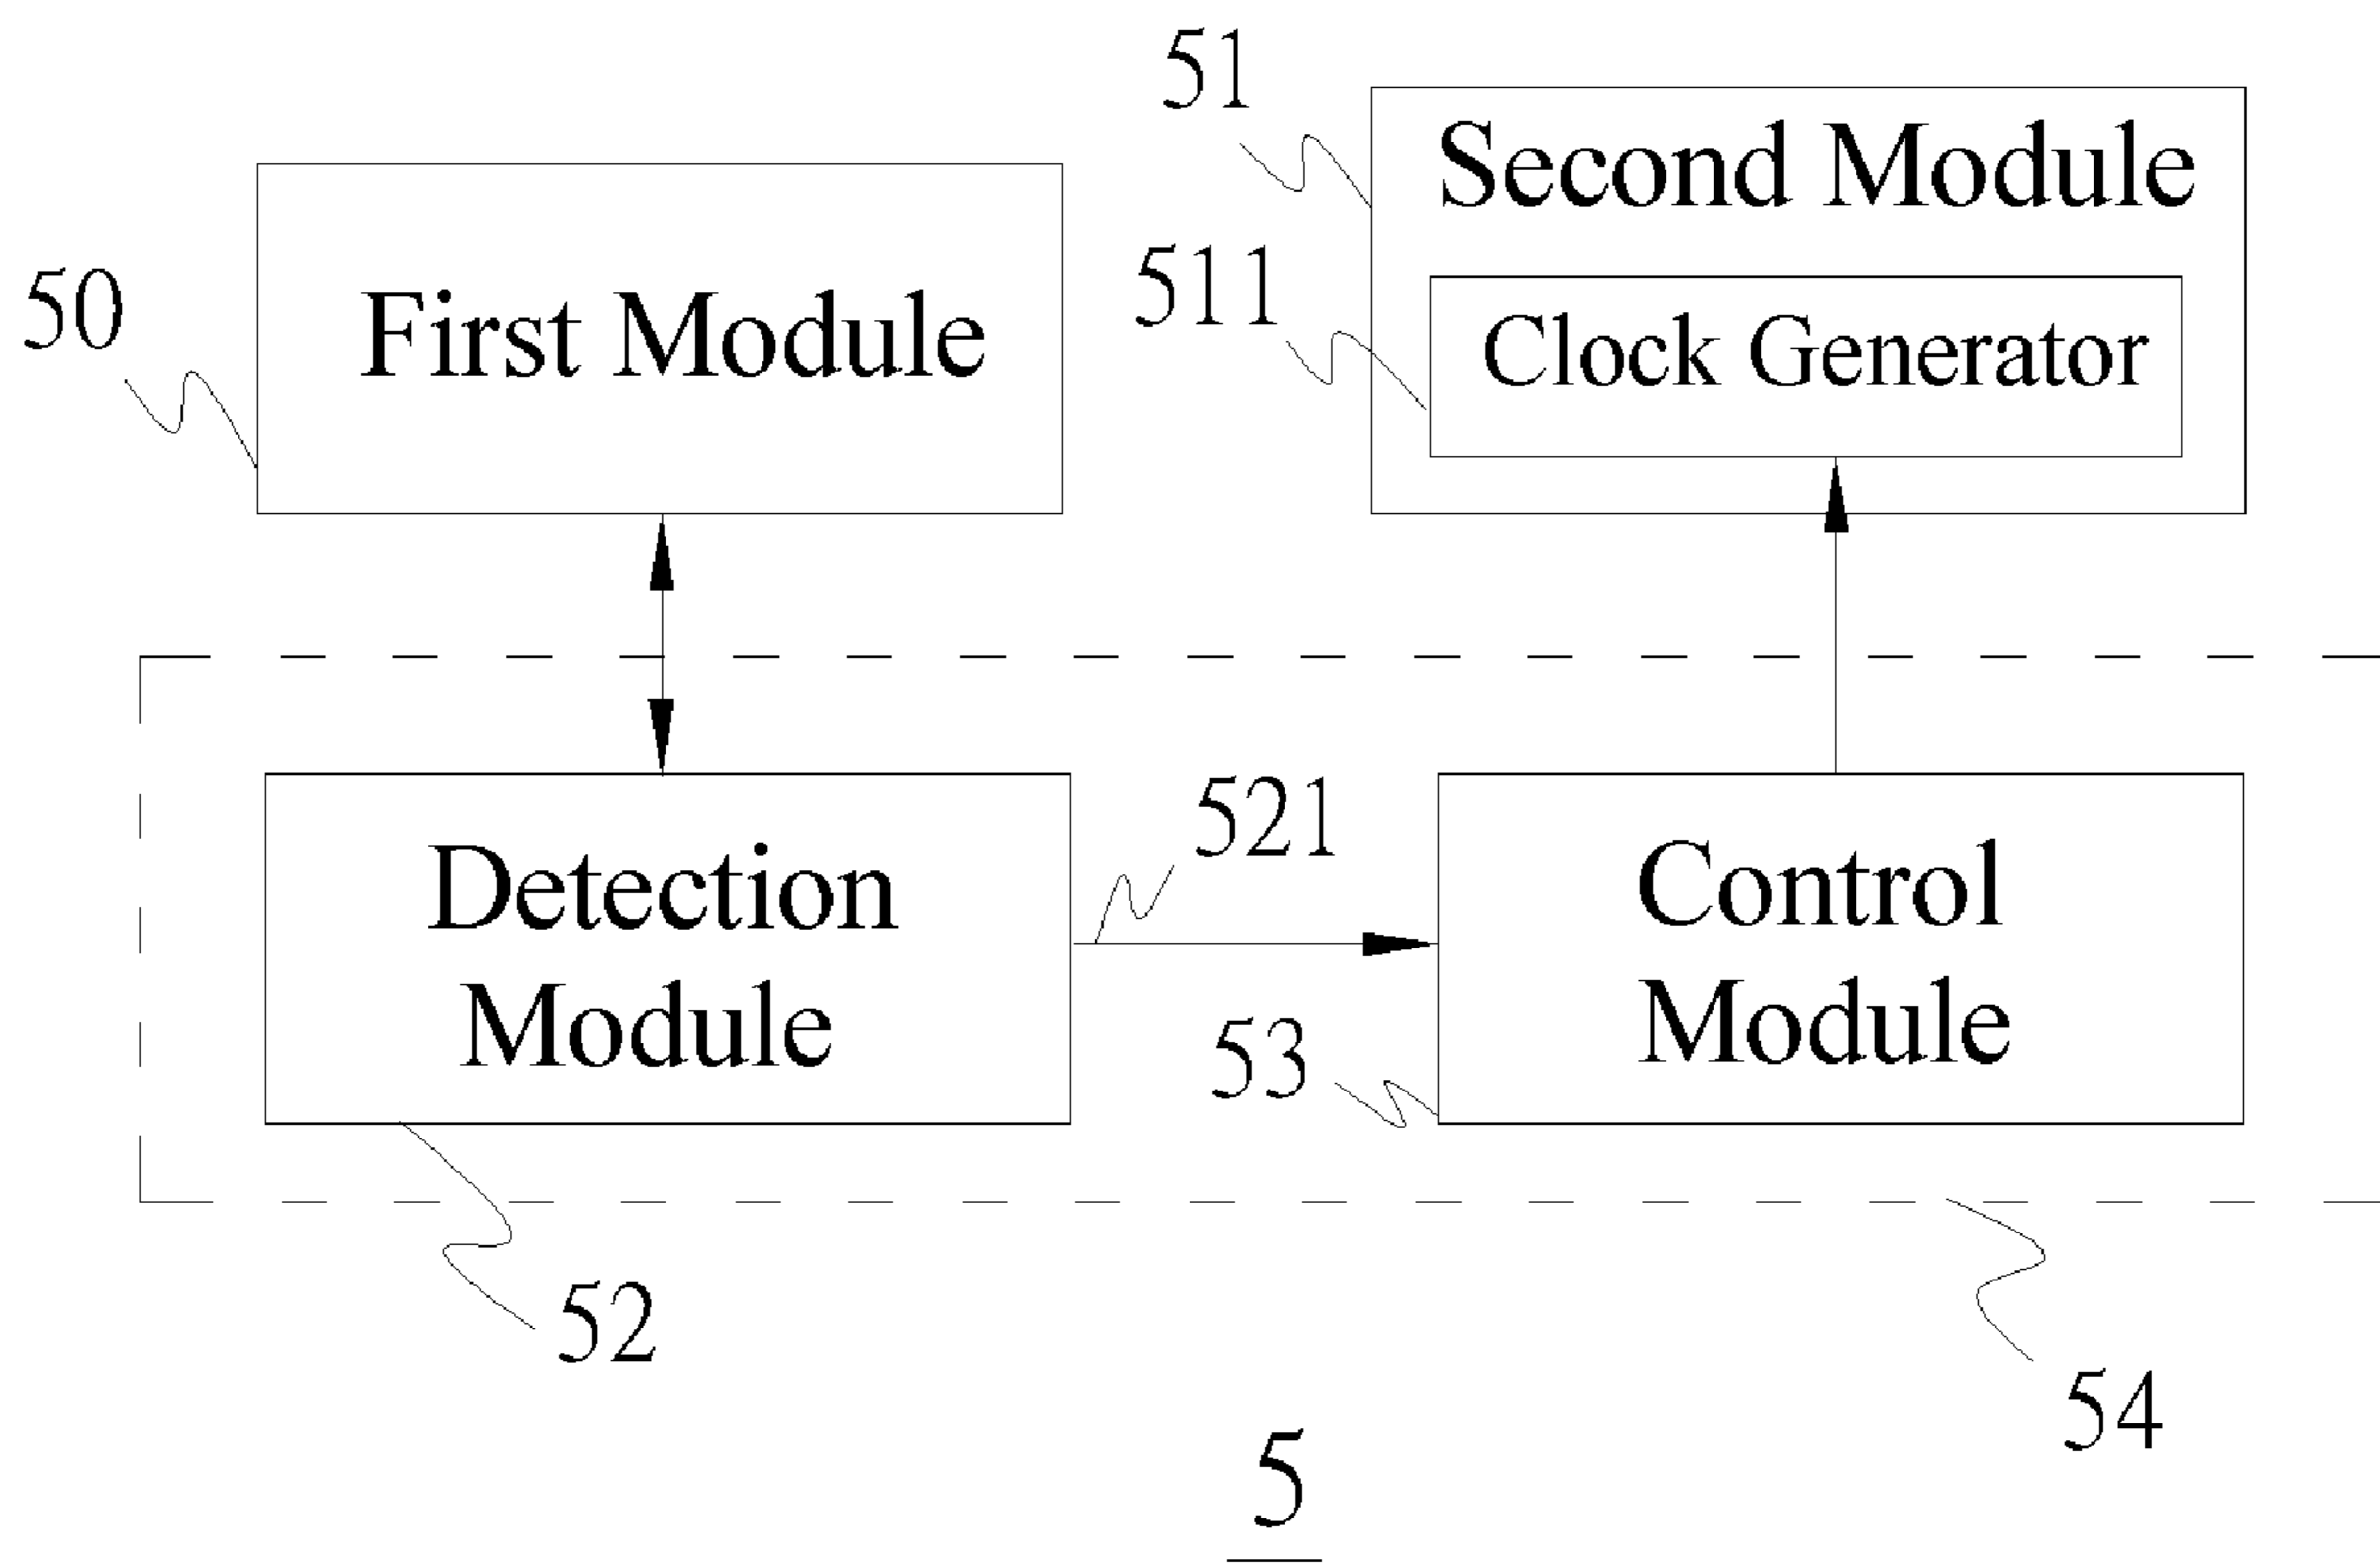 51
Second Module
50
First Module
511
Clock Generator
521
Detection
Module
Control
Module
53
52
54
5